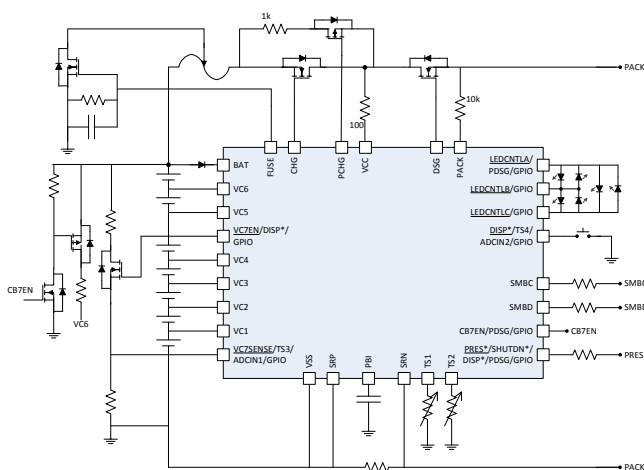 1k
PACK
100
10k
FUSE
CHG
PCHG
VCC
DSG
PACK
BAT
VC6
VC5
VC7EN/DISP*/
GPIO
VC4
VC3
VC2
VC1
VC7SENSE/TS3/
ADCIN1/GPIO
LEDCNTLA/
PDSG/GPIO
LEDCNTLB/GPIO
LEDCNTLC/GPIO
DISP*/TS4/
ADCIN2/GPIO
SMBC
SMBC
SMBD
SMBD
CB7EN/PDSG/GPIO
CB7EN
PRES*/SHUTDN*/
DISP*/PDSG/GPIO
PRES
CB7EN
VC6
VSS
SRP
PBI
SRN
TS1
TS2
PACK